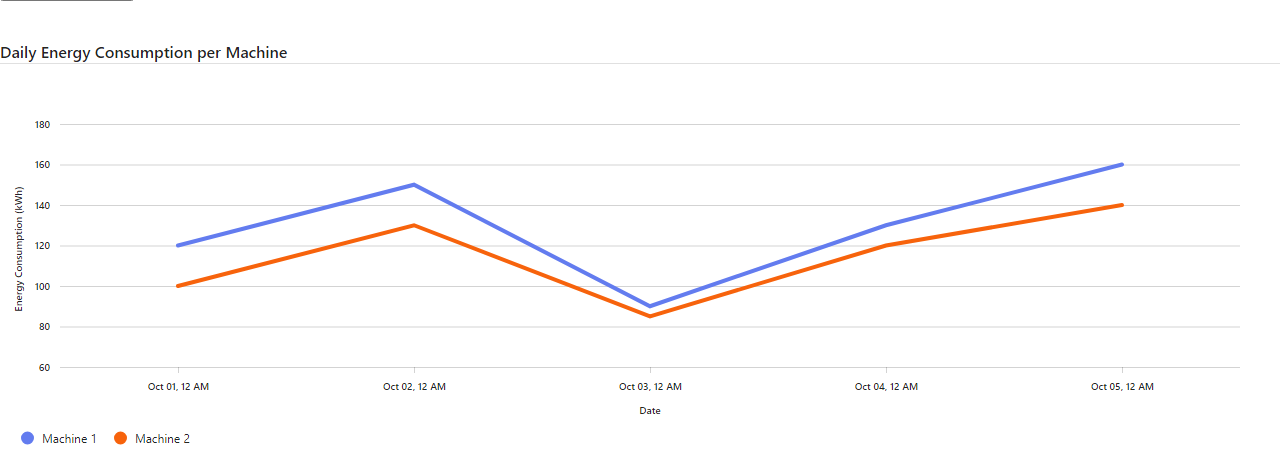 Daily Energy Consumption per Machine
180
160
140
120
100
80
60
Energy Consumption (kWh)
Oct 01, 12 AM
Oct 02, 12 AM
Oct 03, 12 AM
Oct 04, 12 AM
Oct 05, 12 AM
Date
Machine 1
Machine 2